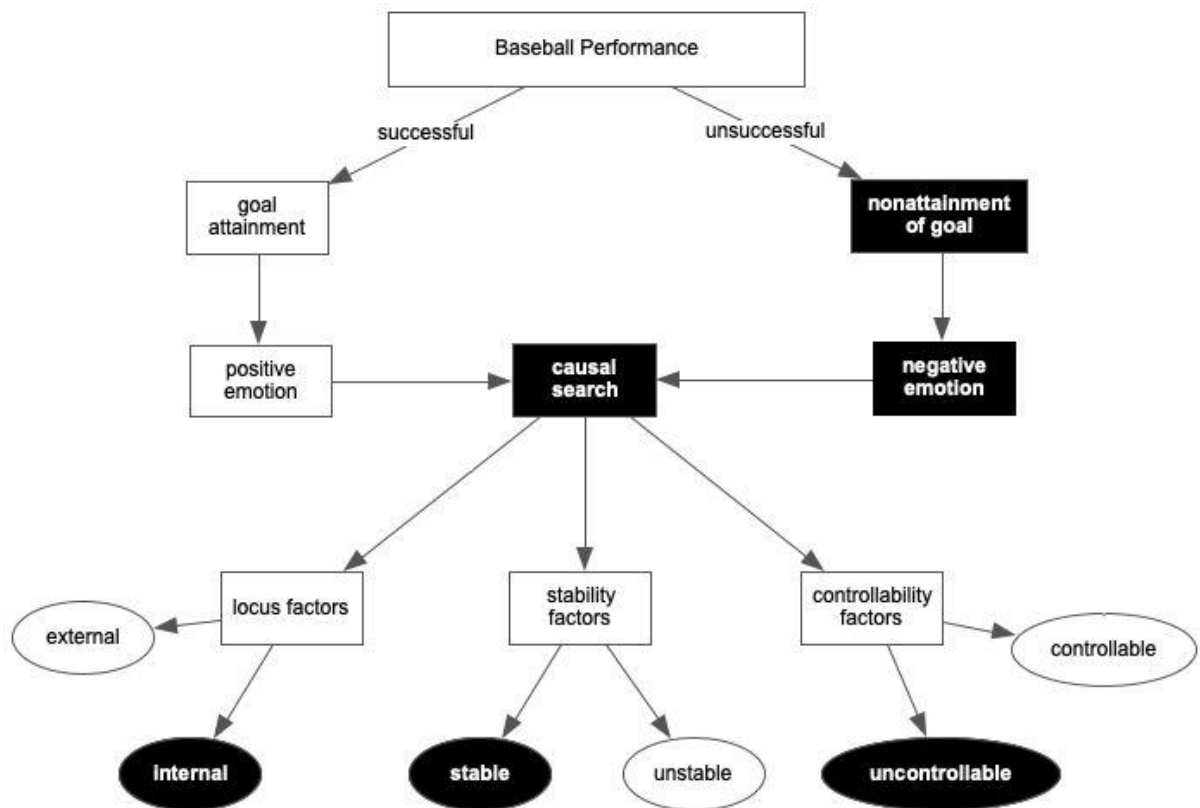 Baseball Performance
successful
unsuccessful
goal
attainment
nonattainment
of goal
positive
emotion
causal
search
negative
emotion
locus factors
stability
factors
controllability
factors
external
controllable
internal
stable
unstable
uncontrollable